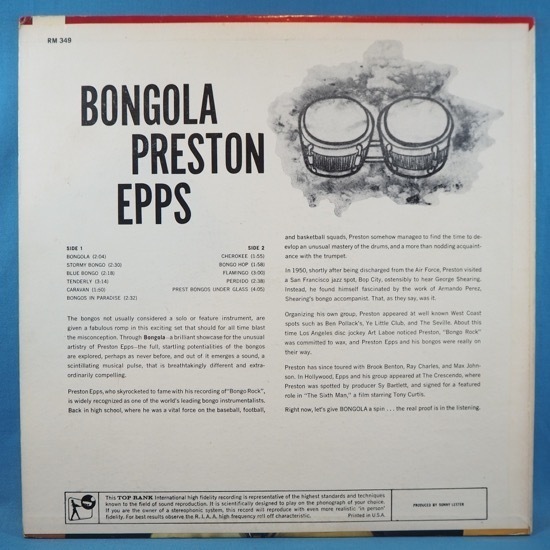 RM 349
BONGOLA
PRESTON
EPPS
SIDE 1
BONGOLA (2:04)
STORMY BONGO (2:30)
BLUE BONGO (2:18)
TENDERLY (3:14)
CARAVAN (1:50)
BONGOS IN PARADISE (2:32)
SIDE 2
CHEROKEE (1:55)
BONGO HOP (1:58)
FLAMINGO (3:00)
PERDIDO (2:38)
PREST BONGOS UNDER GLASS (4:05)
The bongos not usually considered a solo or feature instrument, are
given a fabulous romp in this exciting set that should for all time blast
the misconception. Through Bongola - a brilliant showcase for the unusual
artistry of Preston Epps--the full, startling potentialities of the bongos
are explored, perhaps as never before, and out of it emerges a sound, a
scintillating musical pulse, that is breathtakingly different and extra-
ordinarily compelling.
Preston Epps, who skyrocketed to fame with his recording of "Bongo Rock",
is widely recognized as one of the world's leading bongo instrumentalists.
Back in high school, where he was a vital force on the baseball, football,
and basketball squads, Preston somehow managed to find the time to de-
evlop an unusual mastery of the drums, and a more than nodding acquaint-
ance with the trumpet.
In 1950, shortly after being discharged from the Air Force, Preston visited
a San Francisco jazz spot, Bop City, ostensibly to hear George Shearing.
Instead, he found himself fascinated by the work of Armando Perez,
Shearing's bongo accompanist. That, as they say, was it.
Organizing his own group, Preston appeared at well known West Coast
spots such as Ben Pollack's, Ye Little Club, and The Seville. About this
time Los Angeles disc jockey Art Laboe noticed Preston, "Bongo Rock"
was committed to wax, and Preston Epps and his bongos were really on
their way.
Preston has since toured with Brook Benton, Ray Charles, and Max John-
son. In Hollywood, Epps and his group appeared at The Crescendo, where
Preston was spotted by producer Sy Bartlett, and signed for a featured
role in "The Sixth Man," a film starring Tony Curtis.
Right now, let's give BONGOLA a spin . . . the real proof is in the listening.
This TOP RANK International high fidelity recording is representative of the highest standards and techniques
known to the field of sound reproduction. It is scientifically designed to play on the phonograph of your choice.
If you are the owner of a stereophonic system, this record will reproduce with even more realistic 'in person'
fidelity. For best results observe the R.I.A.A. high frequency roll off characteristic.
Printed in U.S.A.
PRODUCED BY SONNY LESTER